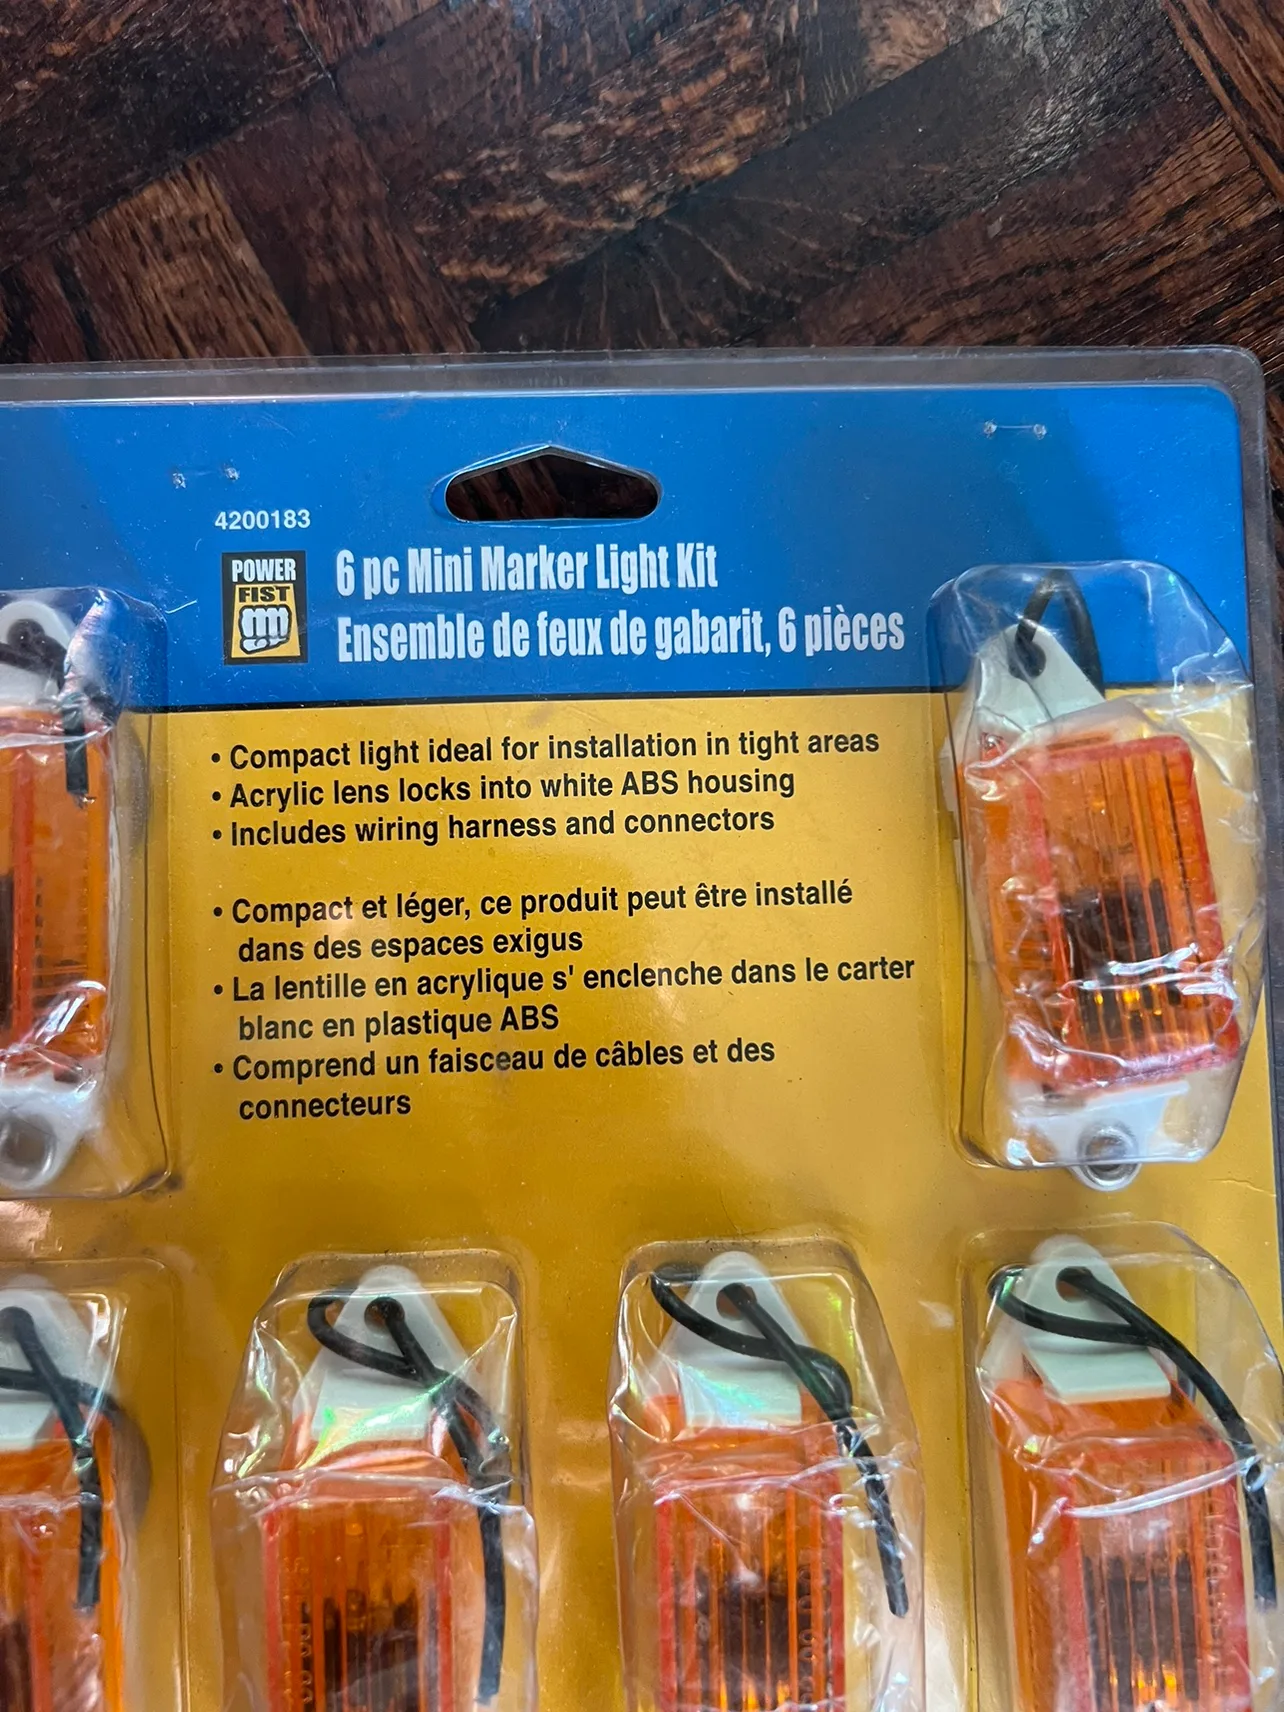 4200183
POWER
FIST
6 pc Mini Marker Light Kit
Ensemble de feux de gabarit, 6 pièces
• Compact light ideal for installation in tight areas
• Acrylic lens locks into white ABS housing
• Includes wiring harness and connectors
• Compact et léger, ce produit peut être installé
dans des espaces exigus
• La lentille en acrylique s' enclenche dans le carter
blanc en plastique ABS
• Comprend un faisceau de câbles et des
connecteurs